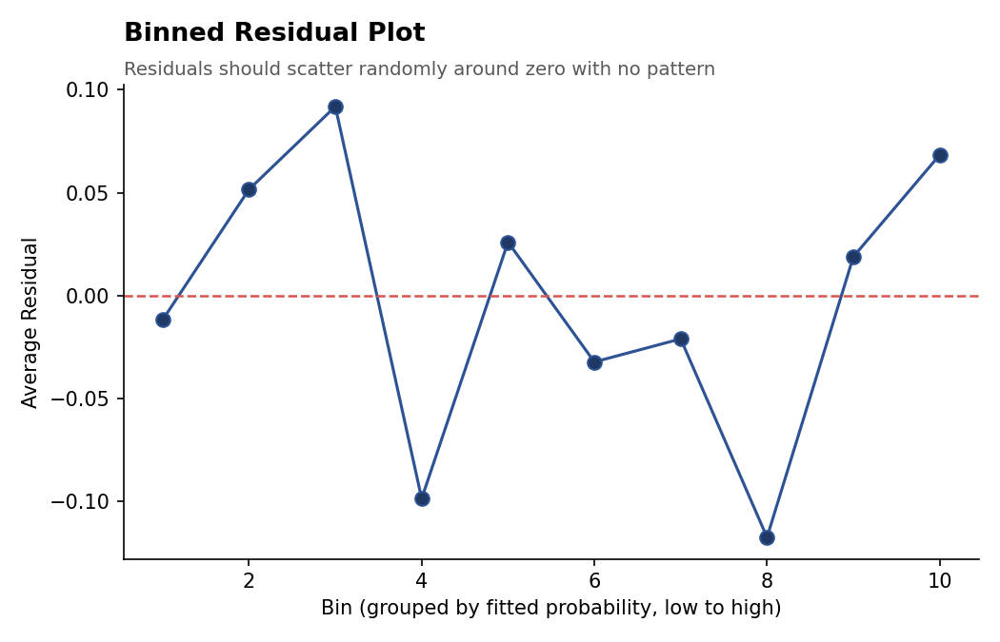 Binned Residual Plot
Residuals should scatter randomly around zero with no pattern
0.10
0.05
0.00
−0.05
−0.10
Average Residual
2 4 6 8 10
Bin (grouped by fitted probability, low to high)